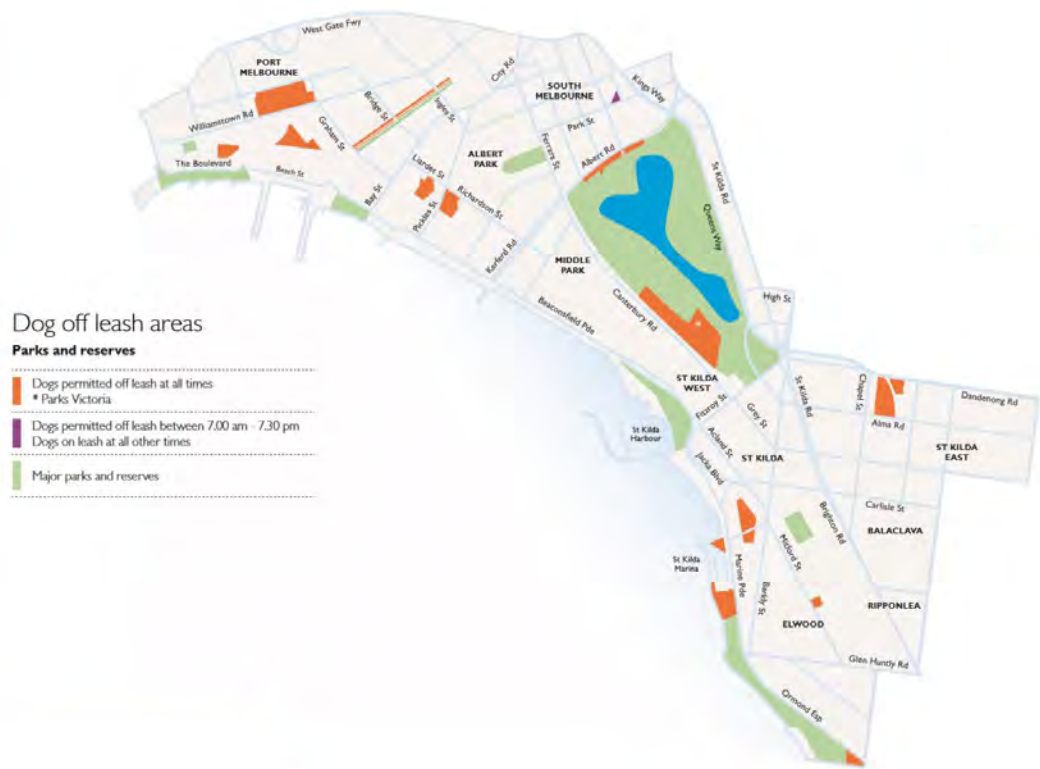 West Gate Fwy
PORT
MELBOURNE
City Rd
SOUTH
MELBOURNE
Kings Way
Bridge St
Ingles St
Williamstown Rd
Graham St
Park St
Ferrars St
Albert Rd
ALBERT
PARK
St Kilda Rd
The Boulevard
Beach St
Liardet St
Richardson St
Bay St
Pickles St
Queens Way
Karferd Rd
MIDDLE
PARK
Canterbury Rd
Beaconsfield Pde
High St
Dog off leash areas
Parks and reserves
Dogs permitted off leash at all times
* Parks Victoria
Dogs permitted off leash between 7.00 am - 7.30 pm
Dogs on leash at all other times
Major parks and reserves
ST KILDA
WEST
Fitzroy St
Grey St
St Kilda Rd
Chapel St
Dandenong Rd
Alma Rd
St Kilda
Harbour
Acland St
ST KILDA
ST KILDA
EAST
Jacka Blvd
Carlisle St
Brighton Rd
BALACLAVA
Mitford St
St Kilda
Marina
Marine Pde
Barkly St
RIPPONLEA
ELWOOD
Glen Huntly Rd
Ormond Esp